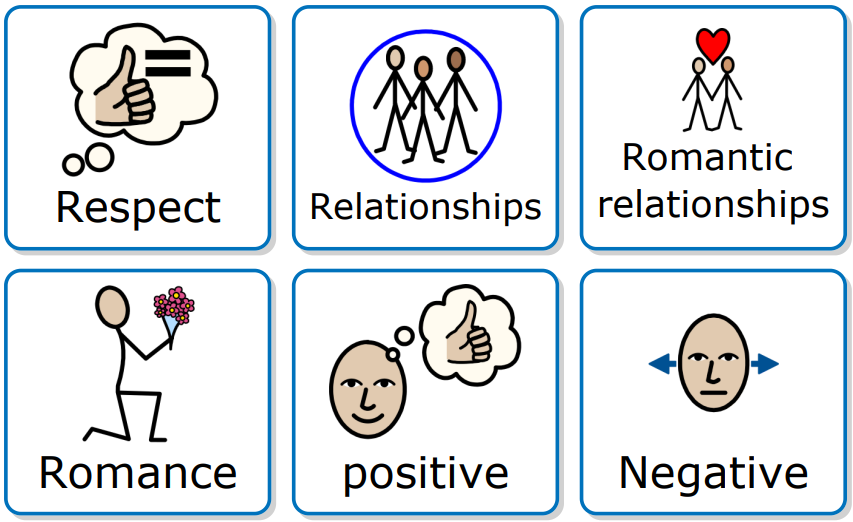 Respect
Relationships
Romantic
relationships
Romance
positive
Negative